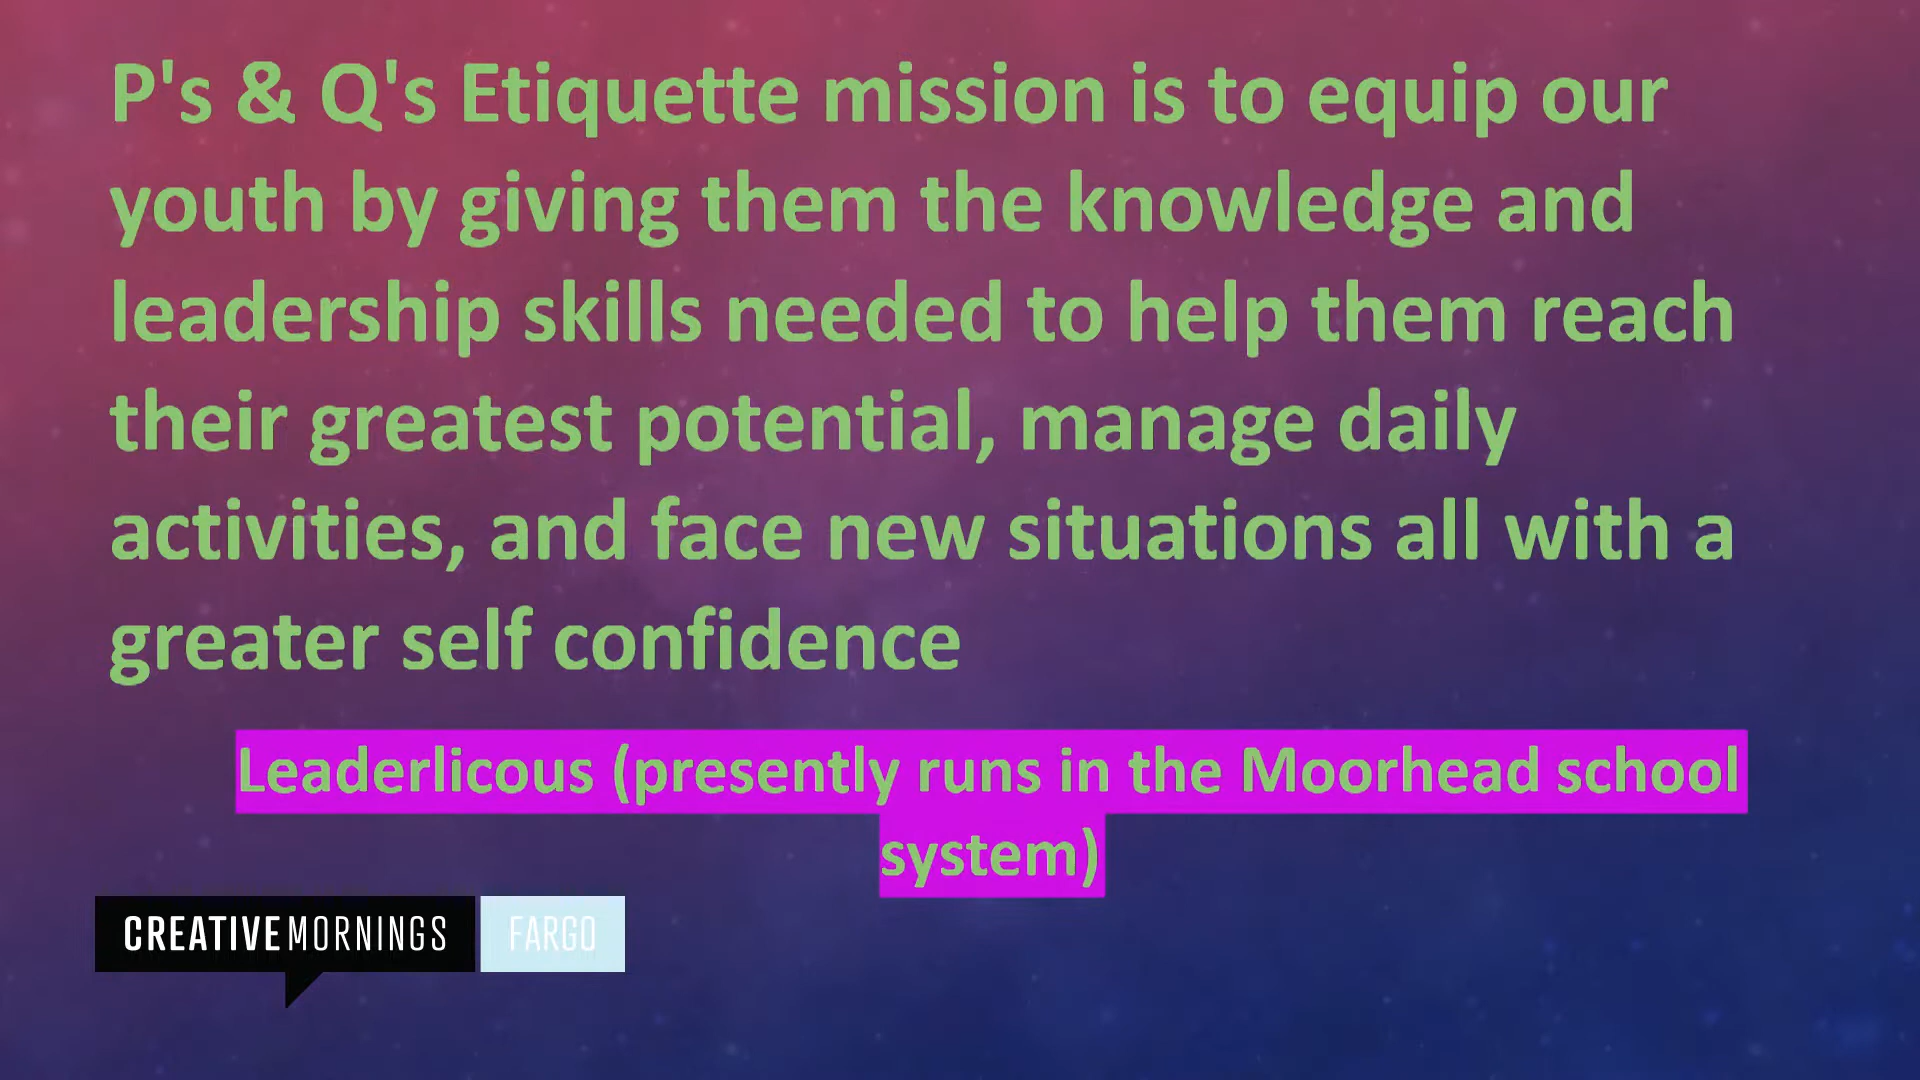 P's & Q's Etiquette mission is to equip our
youth by giving them the knowledge and
leadership skills needed to help them reach
their greatest potential, manage daily
activities, and face new situations all with a
greater self confidence
Leaderlicous (presently runs in the Moorhead school
system)
CREATIVEMORNINGS FARGO